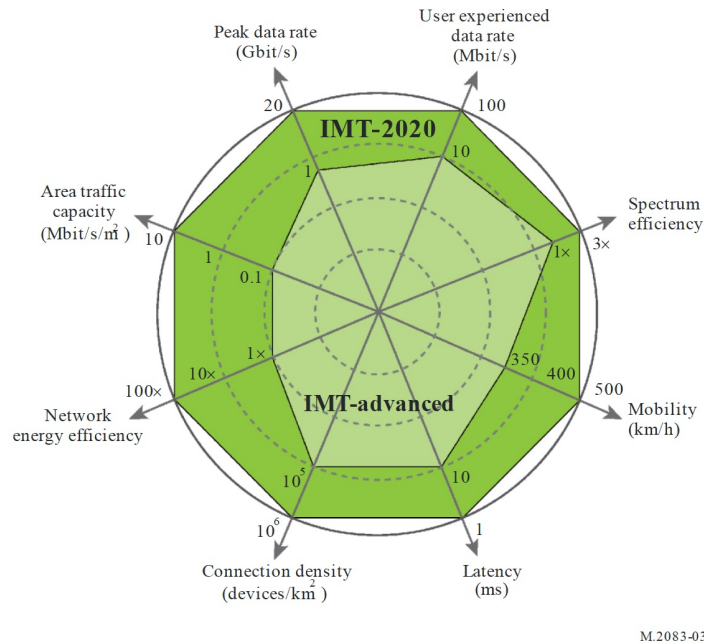 Peak data rate
(Gbit/s)
User experienced
data rate
(Mbit/s)
20
100
IMT-2020
1
10
Area traffic
capacity
(Mbit/s/m²)
Spectrum
efficiency
10
1
0.1
1×
3×
1×
10×
100×
350
400
500
Network
energy efficiency
Mobility
(km/h)
IMT-advanced
10⁵
10
10⁶
1
Connection density
(devices/km²)
Latency
(ms)
M.2083-03